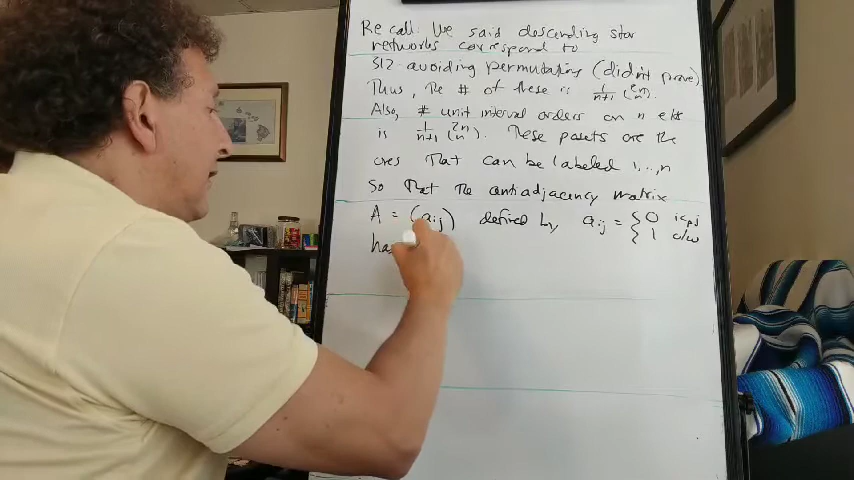 Recall: We said descending star
networks correspond to
312-avoiding permutations (didn't prove).
Thus, the # of these is 1/n+1 (2n n).
Also, # unit interval orders on n elts
is 1/n+1 (2n n). These posets are the
ones that can be labeled 1,...,n
So that the antiadjacency matrix
A = (aij) defined by aij = { 0 i<pj
1 o/w
ha